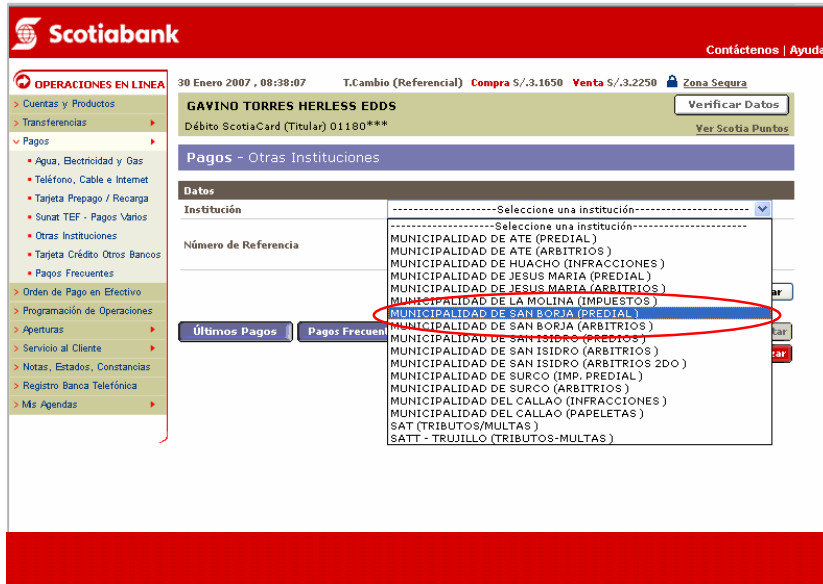 Scotiabank
Contáctenos | Ayuda
OPERACIONES EN LINEA
30 Enero 2007 , 08:38:07 T.Cambio (Referencial) Compra S/.3.1650 Venta S/.3.2250 Zona Segura
> Cuentas y Productos
> Transferencias
Pagos
Agua, Electricidad y Gas
Teléfono, Cable e Internet
Tarjeta Prepago / Recarga
Sunat TEF - Pagos Varios
Otras Instituciones
Tarjeta Crédito Otros Bancos
Pagos Frecuentes
> Orden de Pago en Efectivo
> Programación de Operaciones
> Aperturas
> Servicio al Cliente
> Notas, Estados, Constancias
> Registro Banca Telefónica
> Mis Agendas
GAVINO TORRES HERLESS EDDS
Verificar Datos
Débito ScotiaCard (Titular) 01180***
Ver Scotia Puntos
Pagos - Otras Instituciones
Datos
Institución
--------------------Seleccione una institución----------------------
Número de Referencia
--------------------Seleccione una institución----------------------
MUNICIPALIDAD DE ATE (PREDIAL )
MUNICIPALIDAD DE ATE (ARBITRIOS )
MUNICIPALIDAD DE HUACHO (INFRACCIONES )
MUNICIPALIDAD DE JESUS MARIA (PREDIAL )
MUNICIPALIDAD DE JESUS MARIA (ARBITRIOS )
MUNICIPALIDAD DE LA MOLINA (IMPUESTOS )
MUNICIPALIDAD DE SAN BORJA (PREDIAL )
MUNICIPALIDAD DE SAN BORJA (ARBITRIOS )
MUNICIPALIDAD DE SAN ISIDRO (PREDIOS )
MUNICIPALIDAD DE SAN ISIDRO (ARBITRIOS )
MUNICIPALIDAD DE SAN ISIDRO (ARBITRIOS 2DO )
MUNICIPALIDAD DE SURCO (IMP. PREDIAL )
MUNICIPALIDAD DE SURCO (ARBITRIOS )
MUNICIPALIDAD DEL CALLAO (INFRACCIONES )
MUNICIPALIDAD DEL CALLAO (PAPELETAS )
SAT (TRIBUTOS/MULTAS )
SATT - TRUJILLO (TRIBUTOS-MULTAS )
Últimos Pagos
Pagos Frecuen